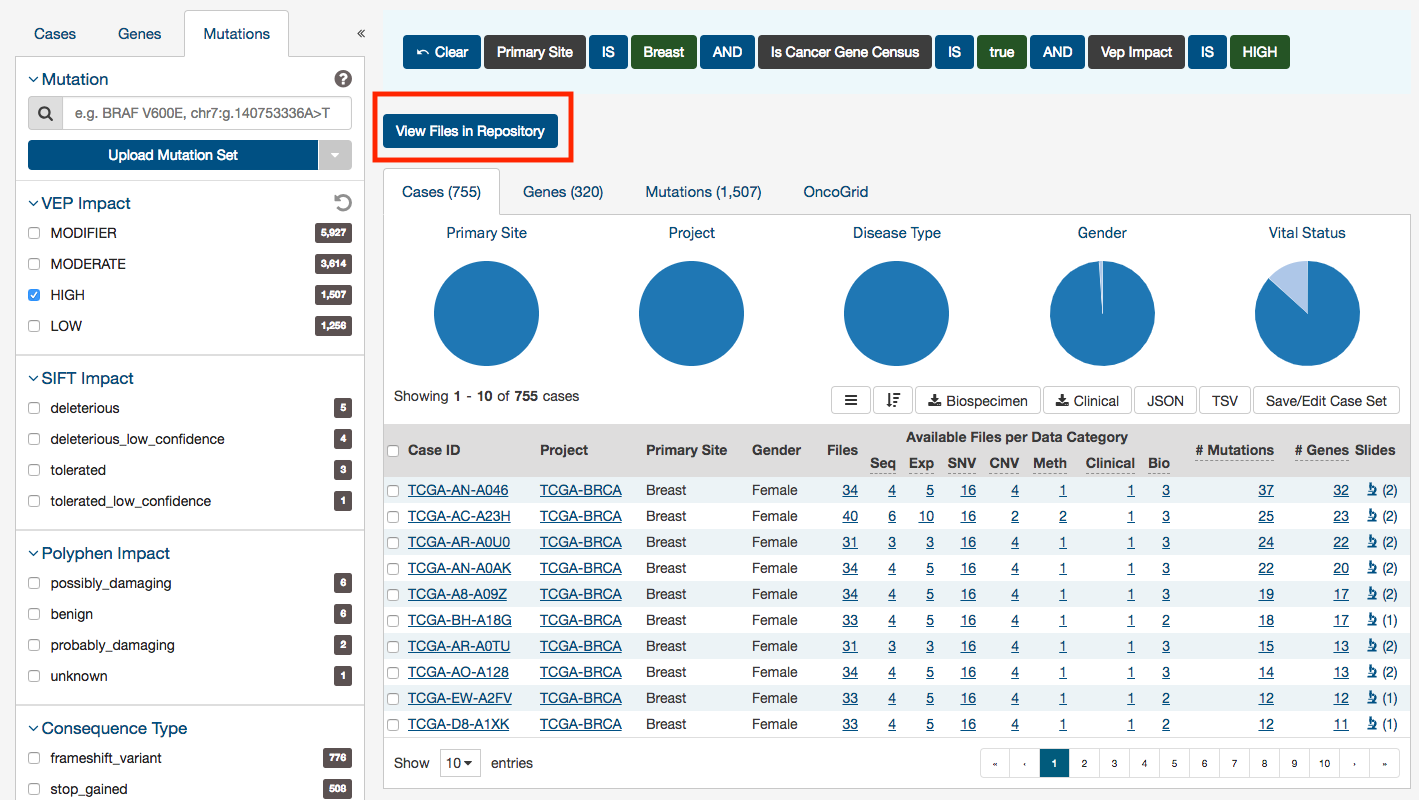 Cases Genes Mutations «
Mutation ?
e.g. BRAF V600E, chr7:g.140753336A>T
Upload Mutation Set
VEP Impact
MODIFIER 5,927
MODERATE 3,614
HIGH 1,507
LOW 1,256
SIFT Impact
deleterious 5
deleterious_low_confidence 4
tolerated 3
tolerated_low_confidence 1
Polyphen Impact
possibly_damaging 6
benign 6
probably_damaging 2
unknown 1
Consequence Type
frameshift_variant 776
stop_gained 508
Clear Primary Site IS Breast AND Is Cancer Gene Census IS true AND Vep Impact IS HIGH
View Files in Repository
Cases (755) Genes (320) Mutations (1,507) OncoGrid
Primary Site Project Disease Type Gender Vital Status
Showing 1 - 10 of 755 cases Biospecimen Clinical JSON TSV Save/Edit Case Set
Available Files per Data Category
Case ID Project Primary Site Gender Files Seq Exp SNV CNV Meth Clinical Bio # Mutations # Genes Slides
TCGA-AN-A046 TCGA-BRCA Breast Female 34 4 5 16 4 1 1 3 37 32 (2)
TCGA-AC-A23H TCGA-BRCA Breast Female 40 6 10 16 2 2 1 3 25 23 (2)
TCGA-AR-A0U0 TCGA-BRCA Breast Female 31 3 3 16 4 1 1 3 24 22 (2)
TCGA-AN-A0AK TCGA-BRCA Breast Female 34 4 5 16 4 1 1 3 22 20 (2)
TCGA-A8-A09Z TCGA-BRCA Breast Female 34 4 5 16 4 1 1 3 19 17 (2)
TCGA-BH-A18G TCGA-BRCA Breast Female 33 4 5 16 4 1 1 2 18 17 (1)
TCGA-AR-A0TU TCGA-BRCA Breast Female 31 3 3 16 4 1 1 3 15 13 (2)
TCGA-AO-A128 TCGA-BRCA Breast Female 34 4 5 16 4 1 1 3 14 13 (2)
TCGA-EW-A2FV TCGA-BRCA Breast Female 33 4 5 16 4 1 1 2 12 12 (1)
TCGA-D8-A1XK TCGA-BRCA Breast Female 33 4 5 16 4 1 1 2 12 11 (1)
Show 10 entries « ‹ 1 2 3 4 5 6 7 8 9 10 › »